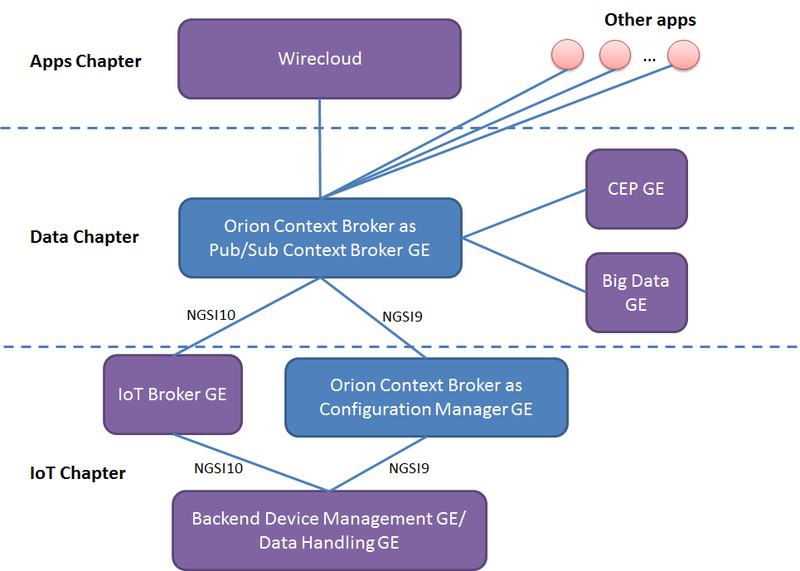 Other apps
Apps Chapter
Wirecloud
...
CEP GE
Data Chapter
Orion Context Broker as
Pub/Sub Context Broker GE
Big Data
GE
NGSI10
NGSI9
IoT Broker GE
Orion Context Broker as
Configuration Manager GE
IoT Chapter
NGSI10
NGSI9
Backend Device Management GE/
Data Handling GE